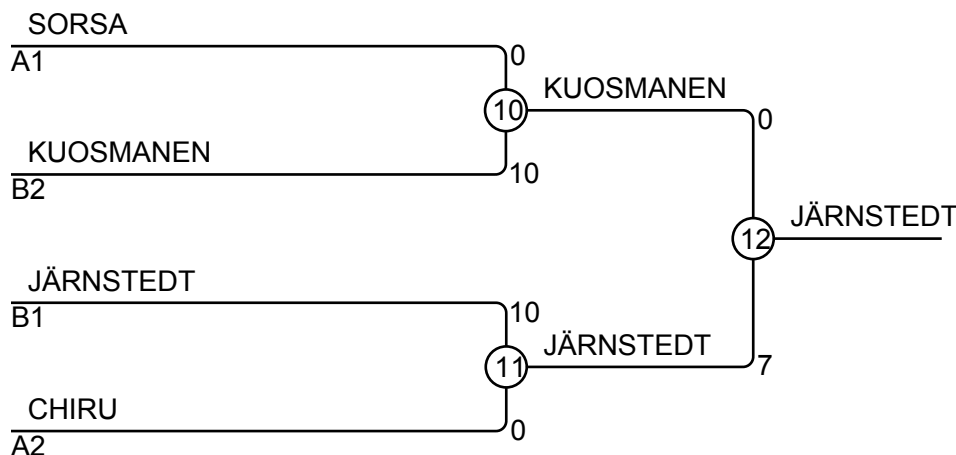 SORSA
A1
0
10
KUOSMANEN
0
KUOSMANEN
B2
10
12
JÄRNSTEDT
JÄRNSTEDT
B1
10
11
JÄRNSTEDT
7
CHIRU
A2
0